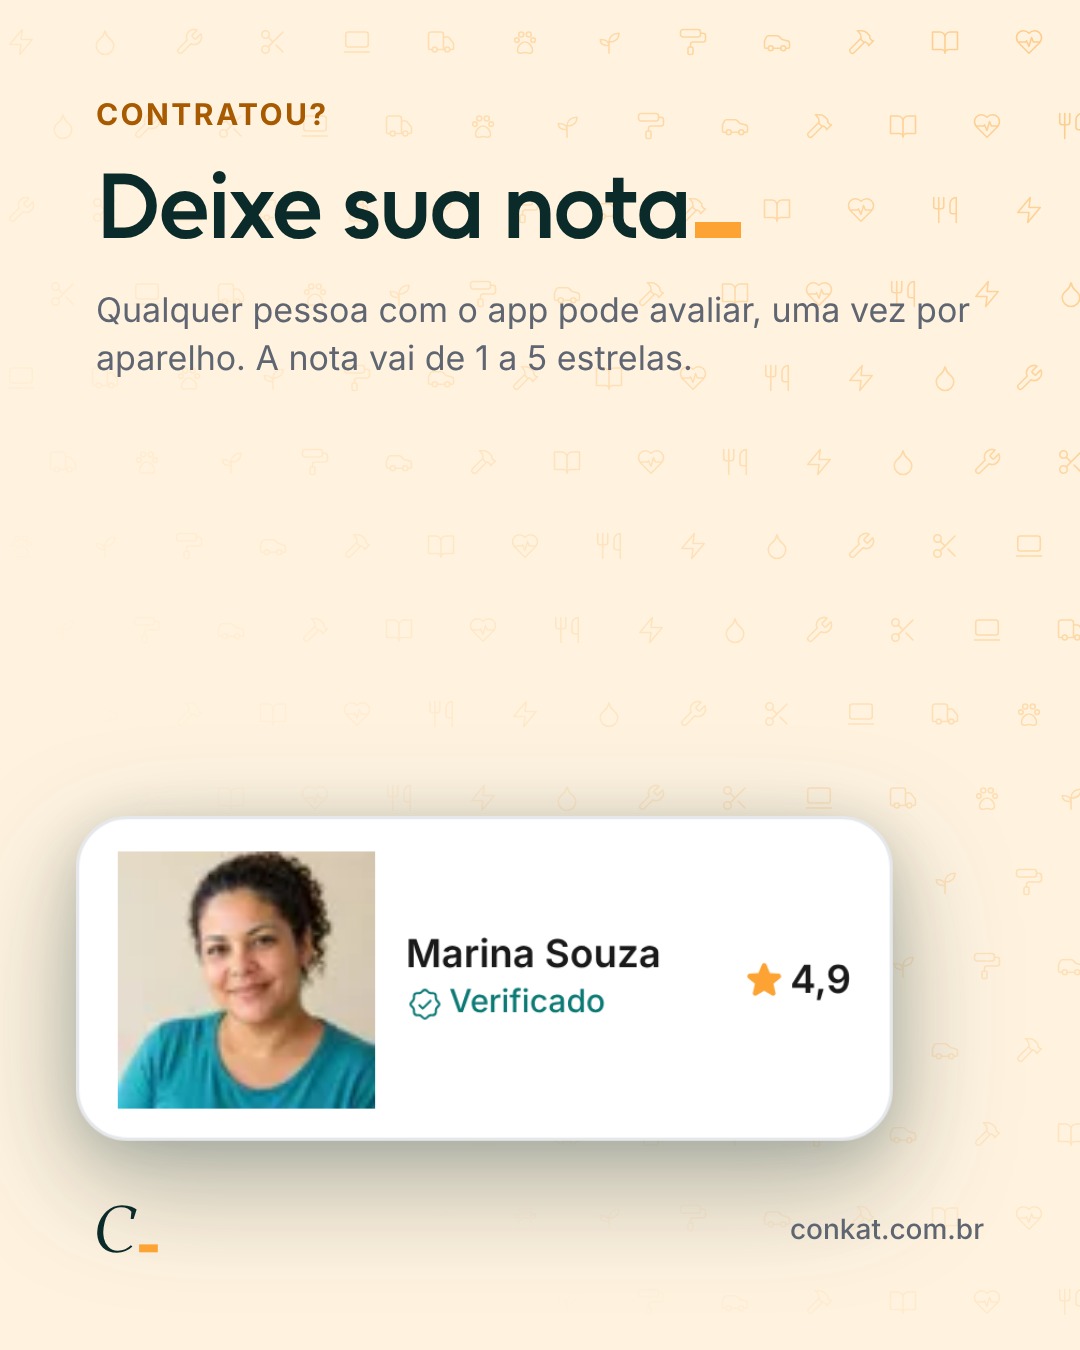 CONTRATOU?
Deixe sua nota
Qualquer pessoa com o app pode avaliar, uma vez por
aparelho. A nota vai de 1 a 5 estrelas.
Marina Souza
Verificado
4,9
C_
conkat.com.br